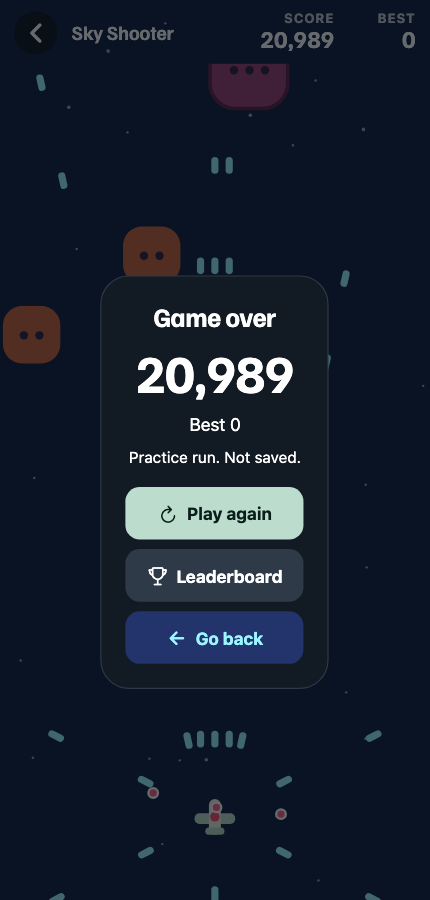 Sky Shooter
SCORE
20,989
BEST
0
Game over
20,989
Best 0
Practice run. Not saved.
Play again
Leaderboard
Go back